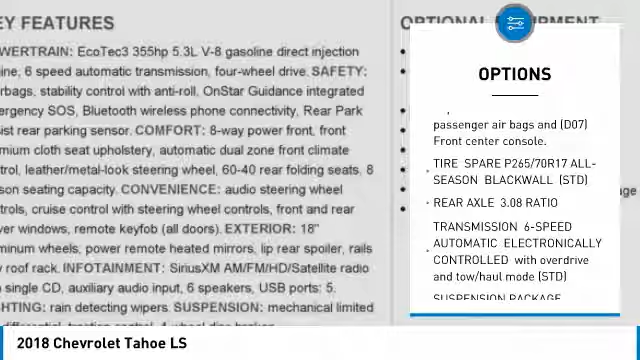 EY FEATURES
WERTRAIN: EcoTec3 355hp 5.3L V-8 gasoline direct injection
ine, 6 speed automatic transmission, four-wheel drive. SAFETY:
rbags, stability control with anti-roll, OnStar Guidance integrated
ergency SOS, Bluetooth wireless phone connectivity, Rear Park
ist rear parking sensor. COMFORT: 8-way power front, front
mium cloth seat upholstery, automatic dual zone front climate
trol, leather/metal-look steering wheel, 60-40 rear folding seats, 8
son seating capacity. CONVENIENCE: audio steering wheel
trols, cruise control with steering wheel controls, front and rear
er windows, remote keyfob (all doors). EXTERIOR: 18"
minum wheels, power remote heated mirrors, lip rear spoiler, rails
roof rack. INFOTAINMENT: SiriusXM AM/FM/HD/Satellite radio
single CD, auxiliary audio input, 6 speakers, USB ports: 5.
HTING: rain detecting wipers. SUSPENSION: mechanical limited
OPTIONAL EQUIPMENT
OPTIONS
passenger air bags and (D07)
Front center console.
TIRE SPARE P265/70R17 ALL-
SEASON BLACKWALL (STD)
REAR AXLE 3.08 RATIO
TRANSMISSION 6-SPEED
AUTOMATIC ELECTRONICALLY
CONTROLLED with overdrive
and tow/haul mode (STD)
SUSPENSION PACKAGE
age
2018 Chevrolet Tahoe LS